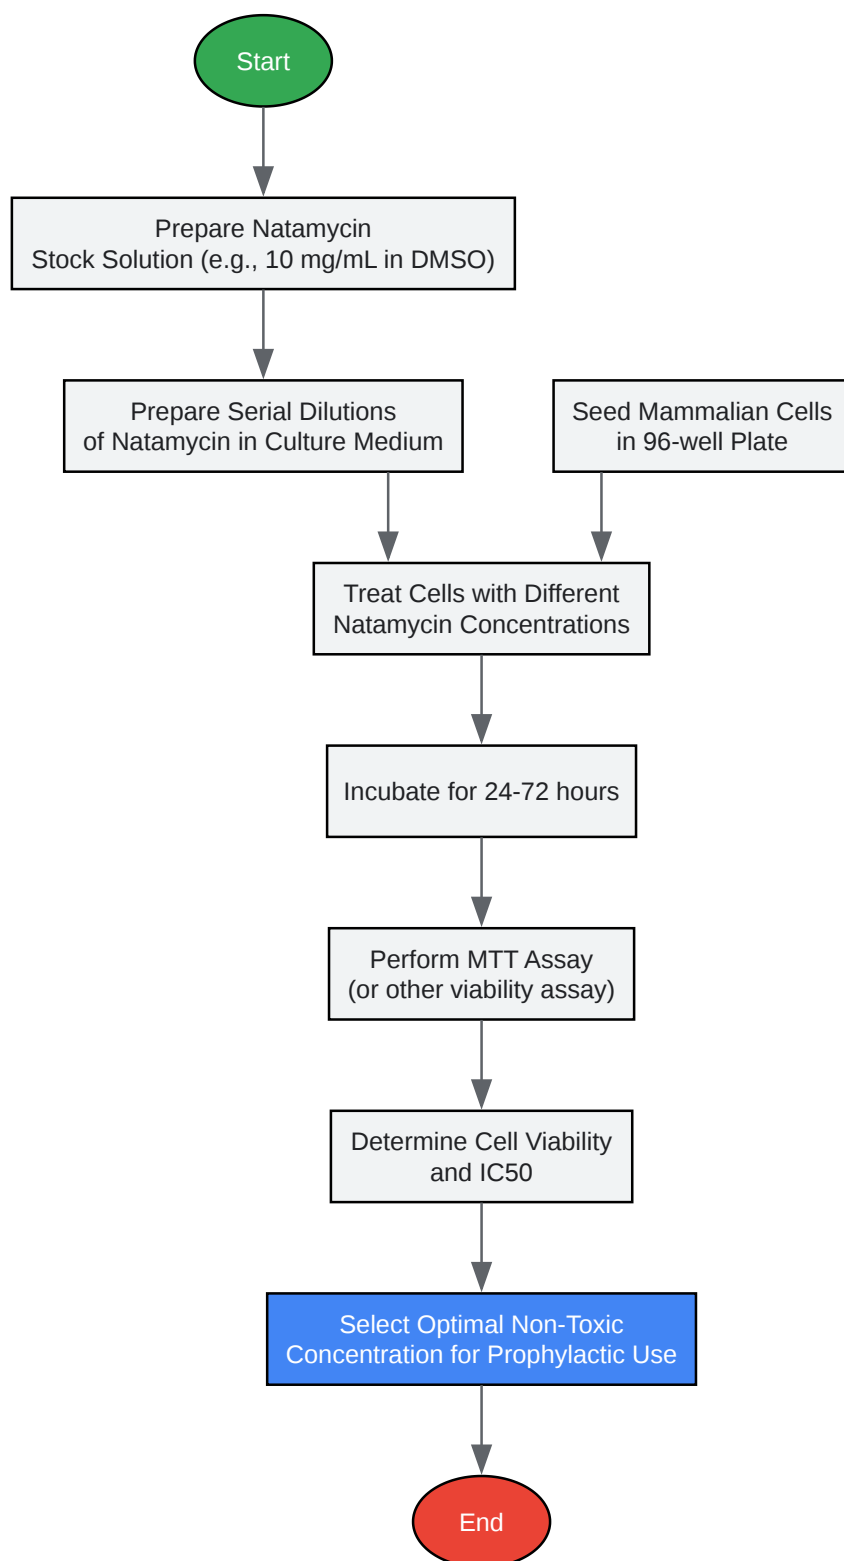 Start
Prepare Natamycin
Stock Solution (e.g., 10 mg/mL in DMSO)
Prepare Serial Dilutions
of Natamycin in Culture Medium
Seed Mammalian Cells
in 96-well Plate
Treat Cells with Different
Natamycin Concentrations
Incubate for 24-72 hours
Perform MTT Assay
(or other viability assay)
Determine Cell Viability
and IC50
Select Optimal Non-Toxic
Concentration for Prophylactic Use
End